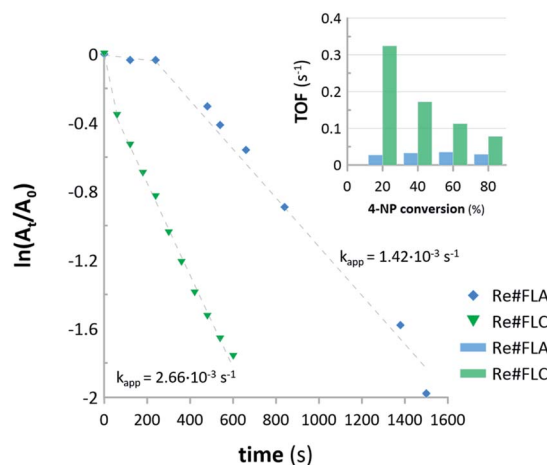 0
-0.4
-0.8
-1.2
-1.6
-2
ln(At/A0)
0 200 400 600 800 1000 1200 1400 1600
time (s)
kapp = 2.66·10-3 s-1
kapp = 1.42·10-3 s-1
0.4
0.3
0.2
0.1
0
TOF (s-1)
0 20 40 60 80
4-NP conversion (%)
Re#FLA
Re#FLC
Re#FLA
Re#FLC